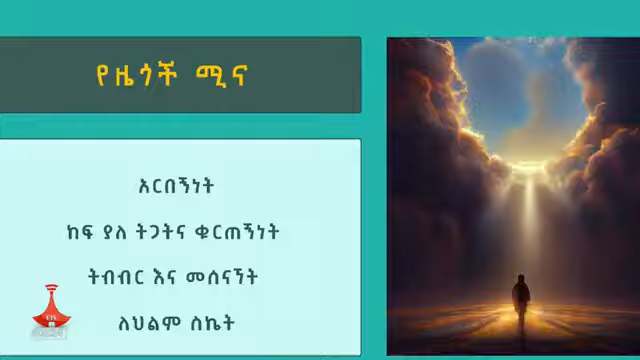 የዜጎች ሚና
አርበኝነት
ከፍ ያለ ትጋትና ቁርጠኝነት
ትብብር እና መሰናኘት
ለህልም ስኬት